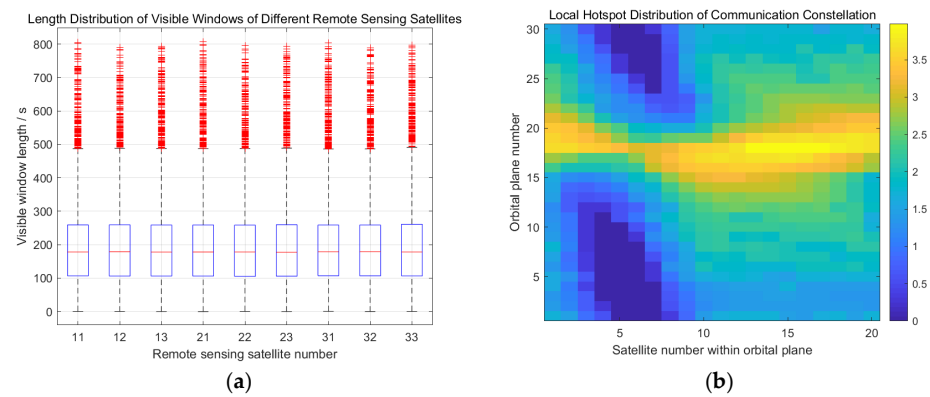 Length Distribution of Visible Windows of Different Remote Sensing Satellites
Visible window length / s
800
700
600
500
400
300
200
100
0
11 12 13 21 22 23 31 32 33
Remote sensing satellite number
(a)
Local Hotspot Distribution of Communication Constellation
Orbital plane number
30
25
20
15
10
5
5 10 15 20
Satellite number within orbital plane
3.5
3
2.5
2
1.5
1
0.5
0
(b)